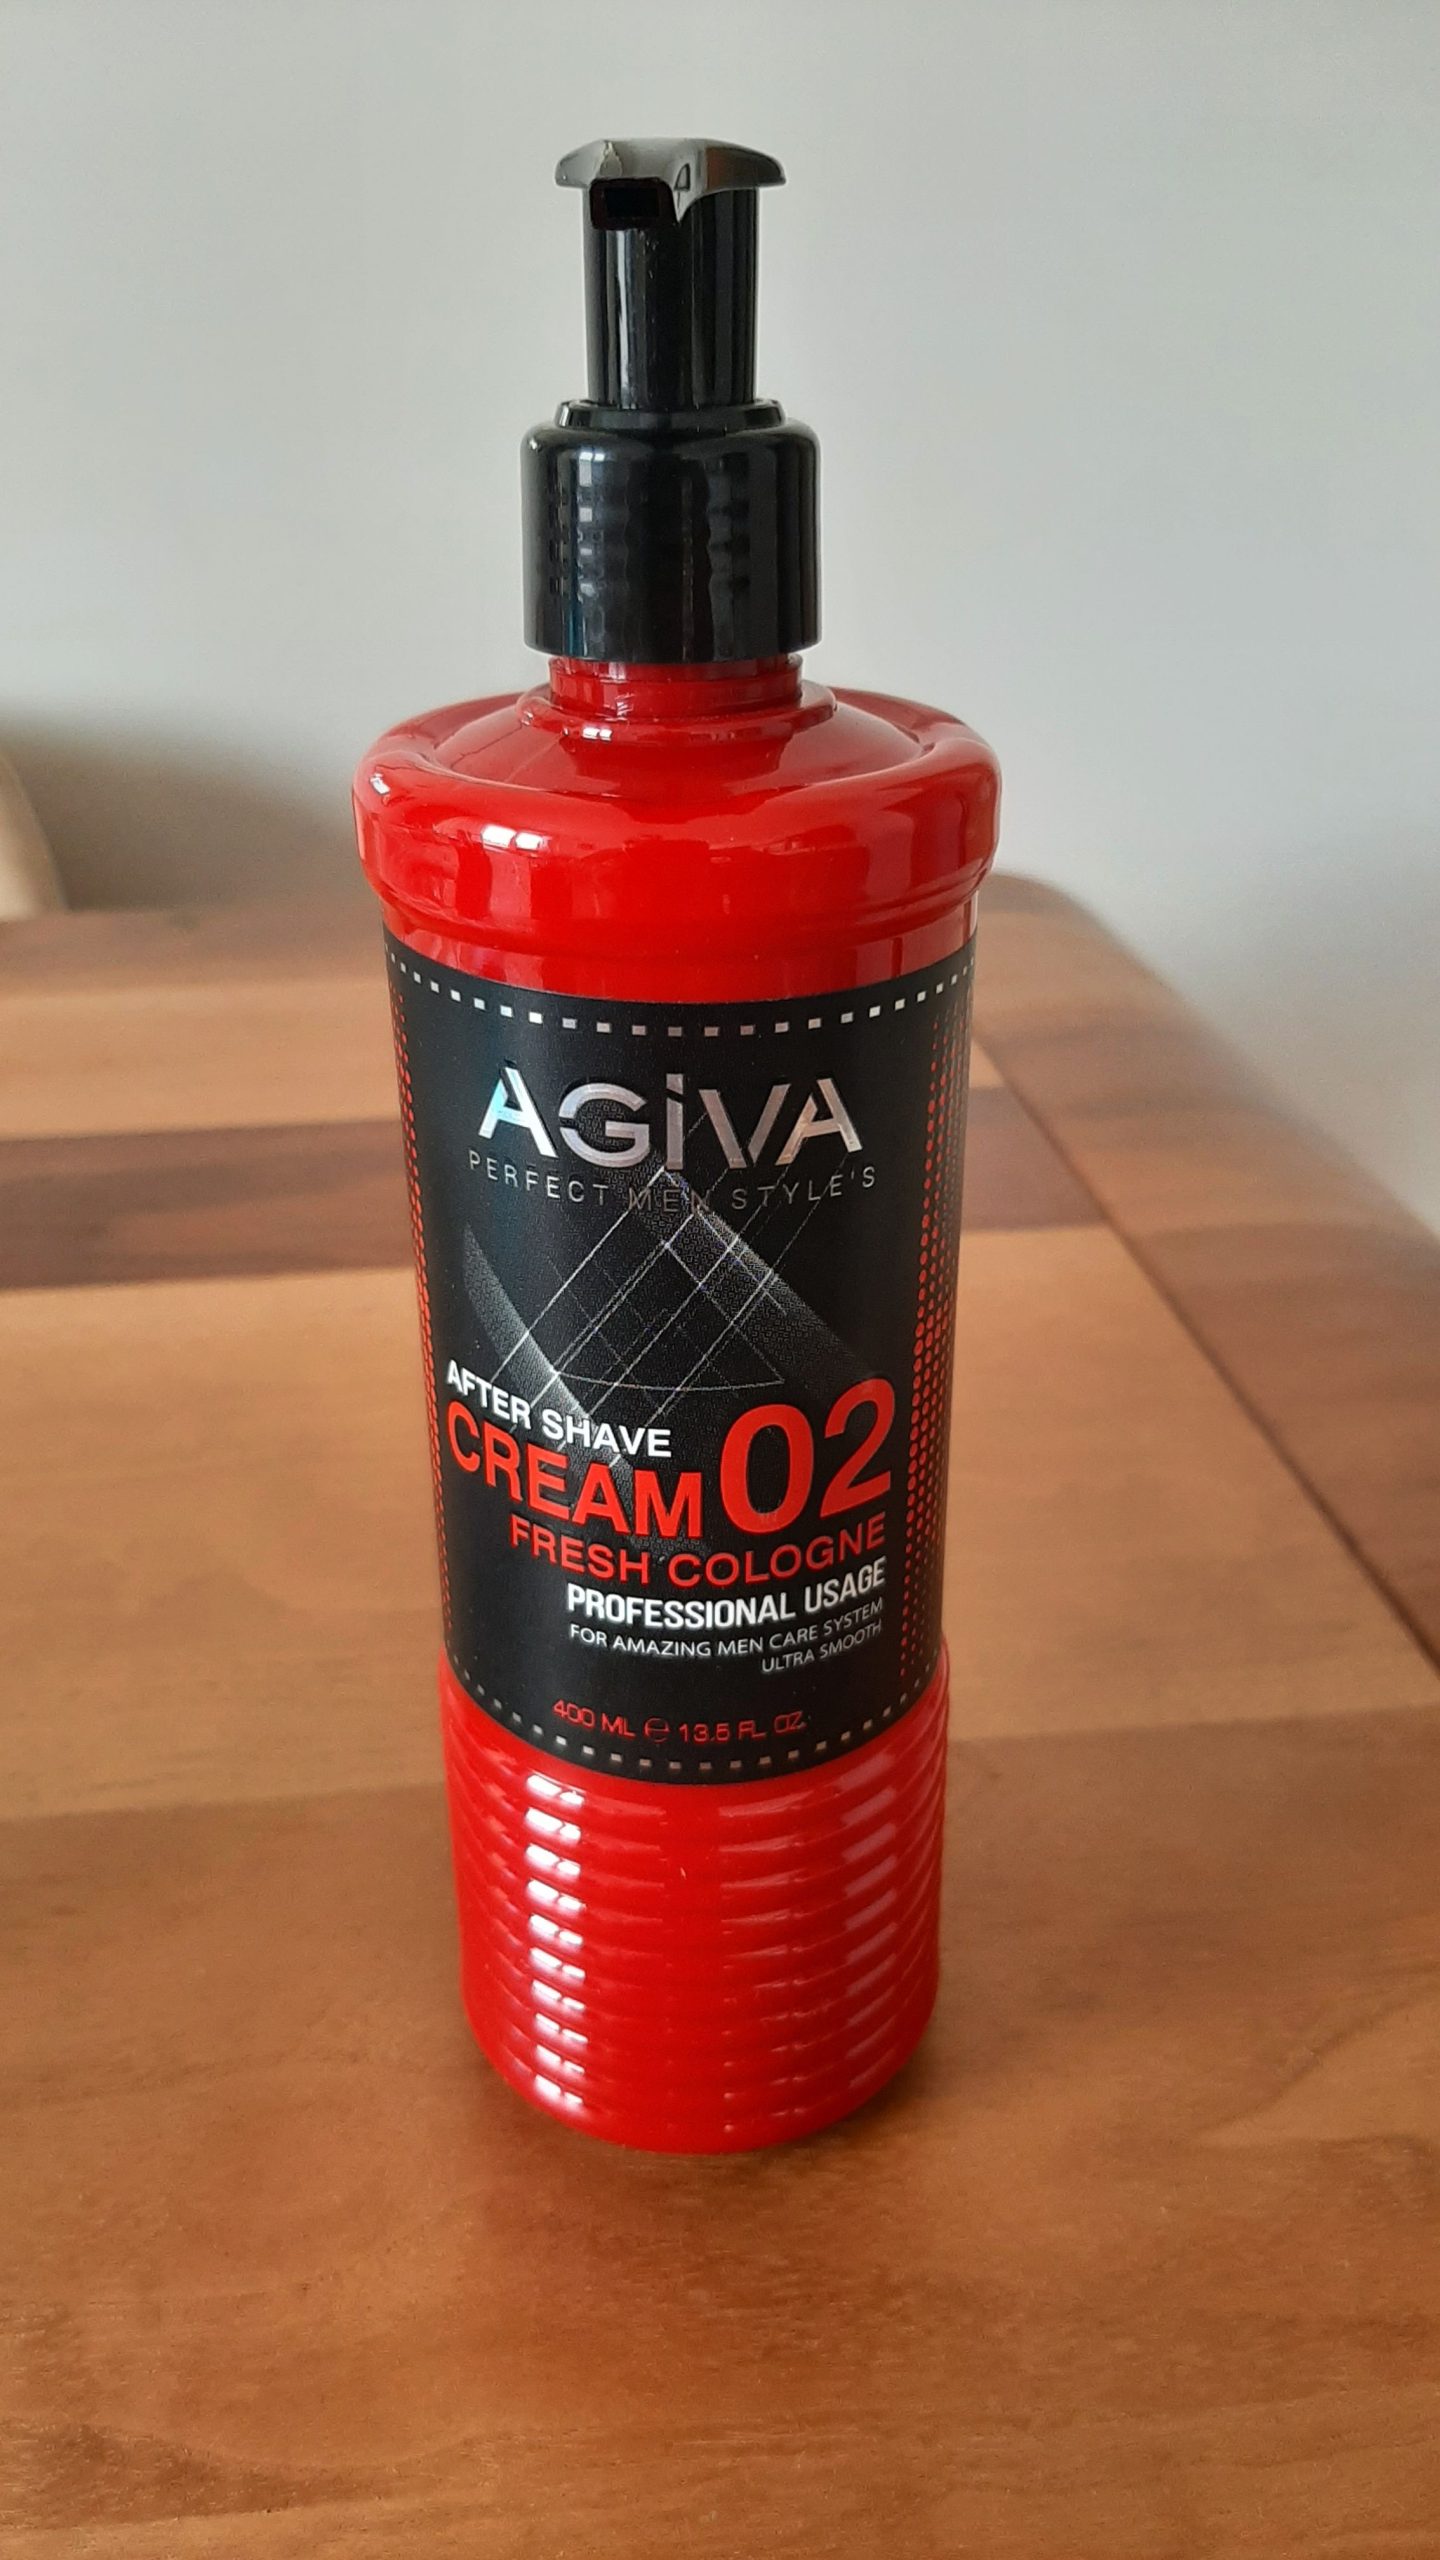 AGiVA
PERFECT MEN STYLE'S
AFTER SHAVE
CREAM 02
FRESH COLOGNE
PROFESSIONAL USAGE
FOR AMAZING MEN CARE SYSTEM
ULTRA SMOOTH
400 ML ℮ 13.5 FL OZ.